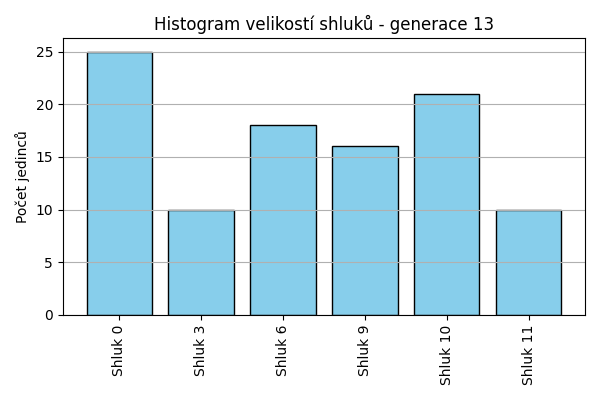 Histogram velikostí shluků - generace 13
Počet jedinců
25
20
15
10
5
0
Shluk 0
Shluk 3
Shluk 6
Shluk 9
Shluk 10
Shluk 11